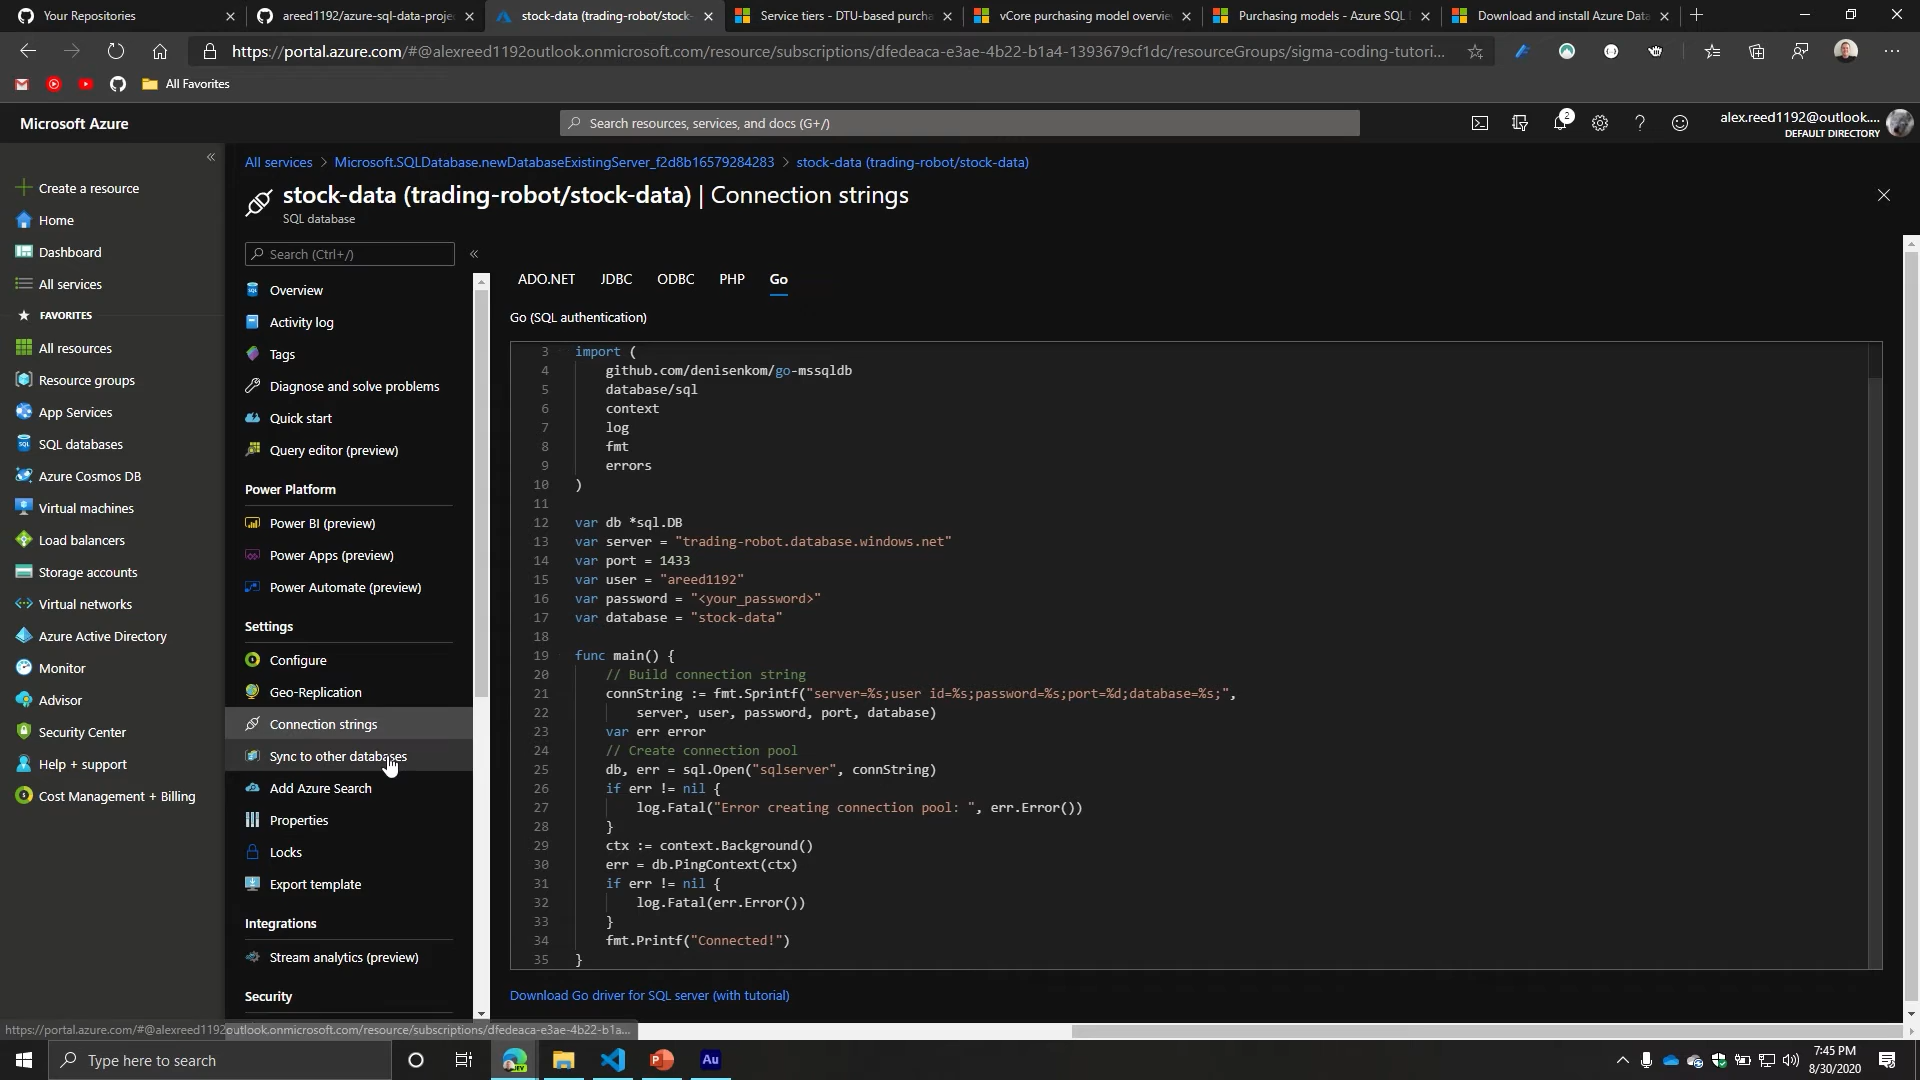 Your Repositories
areed1192/azure-sql-data-proje
stock-data (trading-robot/stock-
Service tiers - DTU-based purcha
vCore purchasing model overvie
Purchasing models - Azure SQL D
Download and install Azure Data
https://portal.azure.com/#@alexreed1192outlook.onmicrosoft.com/resource/subscriptions/dfedeaca-e3ae-4b22-b1a4-1393679cf1dc/resourceGroups/sigma-coding-tutori...
All Favorites
Microsoft Azure
Search resources, services, and docs (G+/)
2
alex.reed1192@outlook....
DEFAULT DIRECTORY
All services > Microsoft.SQLDatabase.newDatabaseExistingServer_f2d8b16579284283 > stock-data (trading-robot/stock-data)
stock-data (trading-robot/stock-data) | Connection strings
SQL database
Create a resource
Home
Dashboard
All services
FAVORITES
All resources
Resource groups
App Services
SQL databases
Azure Cosmos DB
Virtual machines
Load balancers
Storage accounts
Virtual networks
Azure Active Directory
Monitor
Advisor
Security Center
Help + support
Cost Management + Billing
Search (Ctrl+/)
Overview
Activity log
Tags
Diagnose and solve problems
Quick start
Query editor (preview)
Power Platform
Power BI (preview)
Power Apps (preview)
Power Automate (preview)
Settings
Configure
Geo-Replication
Connection strings
Sync to other databases
Add Azure Search
Properties
Locks
Export template
Integrations
Stream analytics (preview)
Security
ADO.NET JDBC ODBC PHP Go
Go (SQL authentication)
3 import (
4 github.com/denisenkom/go-mssqldb
5 database/sql
6 context
7 log
8 fmt
9 errors
10 )
11
12 var db *sql.DB
13 var server = "trading-robot.database.windows.net"
14 var port = 1433
15 var user = "areed1192"
16 var password = "<your_password>"
17 var database = "stock-data"
18
19 func main() {
20 // Build connection string
21 connString := fmt.Sprintf("server=%s;user id=%s;password=%s;port=%d;database=%s;",
22 server, user, password, port, database)
23 var err error
24 // Create connection pool
25 db, err = sql.Open("sqlserver", connString)
26 if err != nil {
27 log.Fatal("Error creating connection pool: ", err.Error())
28 }
29 ctx := context.Background()
30 err = db.PingContext(ctx)
31 if err != nil {
32 log.Fatal(err.Error())
33 }
34 fmt.Printf("Connected!")
35 }
Download Go driver for SQL server (with tutorial)
https://portal.azure.com/#@alexreed1192outlook.onmicrosoft.com/resource/subscriptions/dfedeaca-e3ae-4b22-b1a...
Type here to search
7:45 PM
8/30/2020